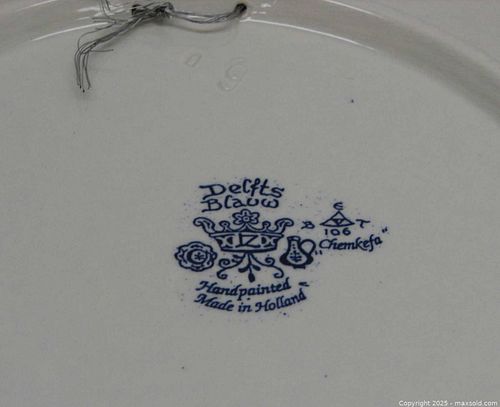 Delfts
Blauw
E
B T
106
"Chemkefa"
Handpainted
Made in Holland
Copyright 2025 - maxsold.com